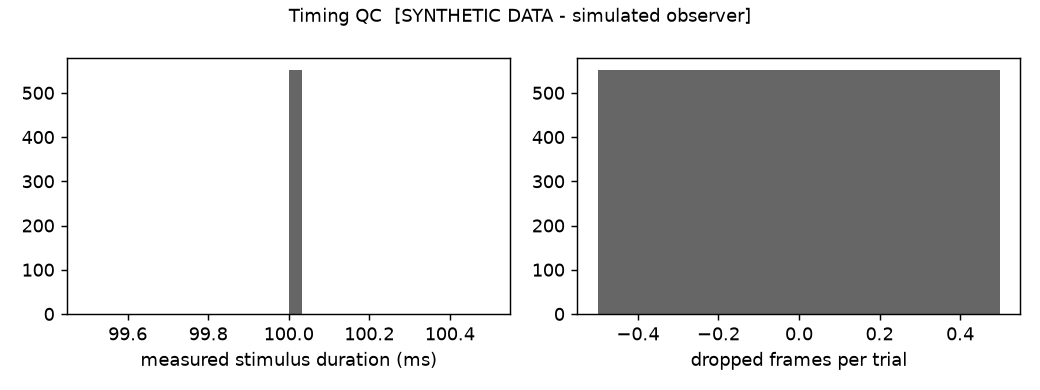 Timing QC  [SYNTHETIC DATA - simulated observer]
500
400
300
200
100
0
99.6 99.8 100.0 100.2 100.4
measured stimulus duration (ms)
500
400
300
200
100
0
−0.4 −0.2 0.0 0.2 0.4
dropped frames per trial